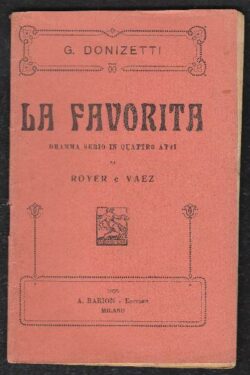 G. DONIZETTI
LA FAVORITA
DRAMMA SERIO IN QUATTRO ATTI
DI
ROYER e VAEZ
A. BARION - EDITORE
MILANO